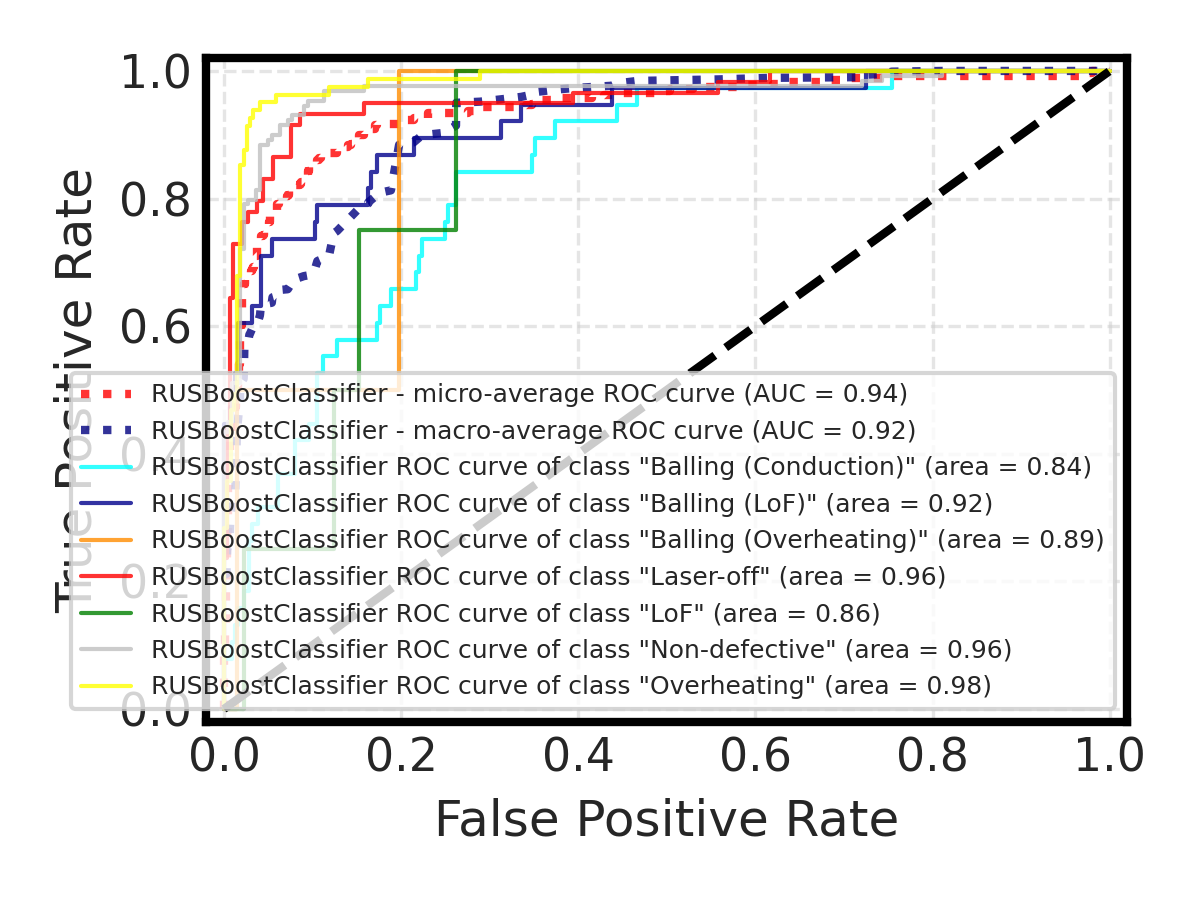 1.0
0.8
0.6
0.4
0.2
0.0
True Positive Rate
RUSBoostClassifier - micro-average ROC curve (AUC = 0.94)
RUSBoostClassifier - macro-average ROC curve (AUC = 0.92)
RUSBoostClassifier ROC curve of class "Balling (Conduction)" (area = 0.84)
RUSBoostClassifier ROC curve of class "Balling (LoF)" (area = 0.92)
RUSBoostClassifier ROC curve of class "Balling (Overheating)" (area = 0.89)
RUSBoostClassifier ROC curve of class "Laser-off" (area = 0.96)
RUSBoostClassifier ROC curve of class "LoF" (area = 0.86)
RUSBoostClassifier ROC curve of class "Non-defective" (area = 0.96)
RUSBoostClassifier ROC curve of class "Overheating" (area = 0.98)
0.0 0.2 0.4 0.6 0.8 1.0
False Positive Rate